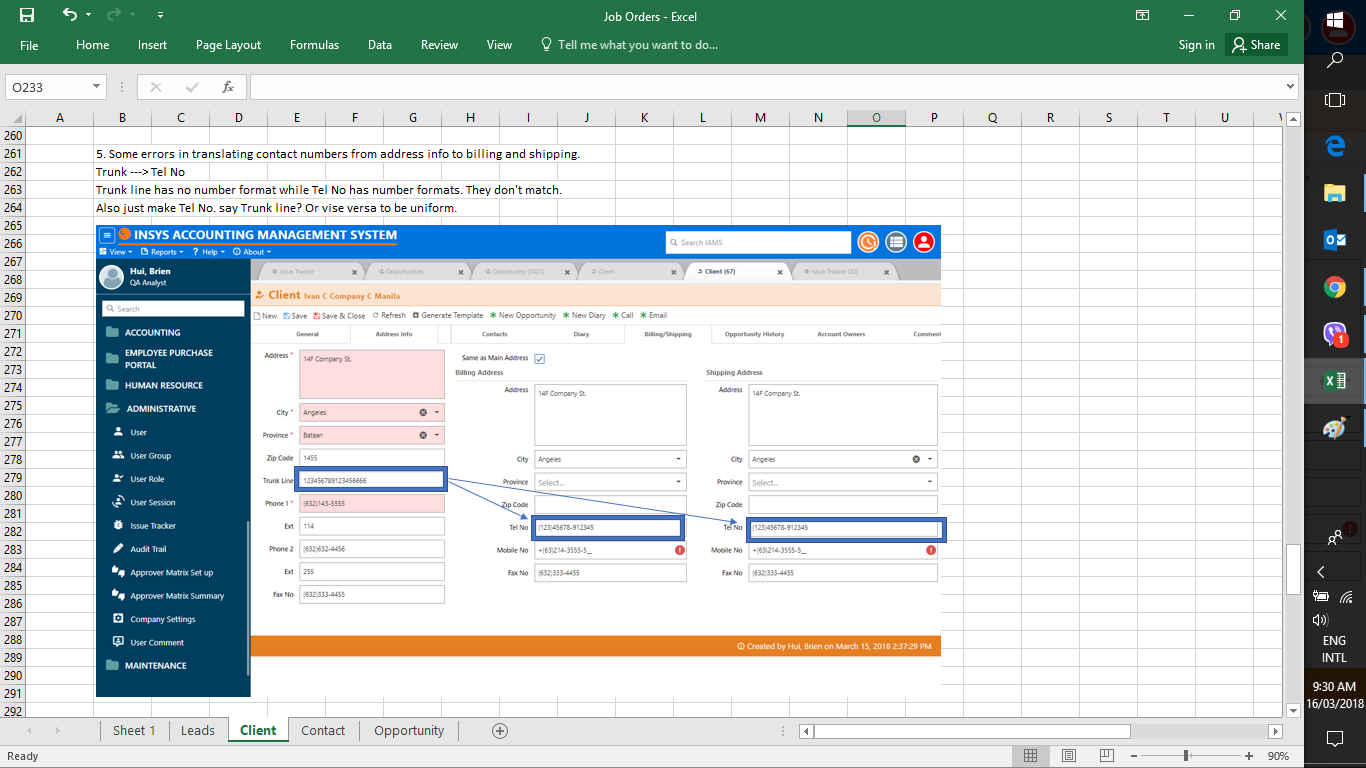 Job Orders - Excel
File Home Insert Page Layout Formulas Data Review View Tell me what you want to do... Sign in Share
O233 fx
A B C D E F G H I J K L M N O P Q R S T U
260
261 5. Some errors in translating contact numbers from address info to billing and shipping.
262 Trunk ---> Tel No
263 Trunk line has no number format while Tel No has number formats. They don't match.
264 Also just make Tel No. say Trunk line? Or vise versa to be uniform.
265
266
267
268
269
270
271
272
273
274
275
276
277
278
279
280
281
282
283
284
285
286
287
288
289
290
291
292
INSYS ACCOUNTING MANAGEMENT SYSTEM
Search IAMS
View Reports ? Help About
Hui, Brien
QA Analyst
Search
ACCOUNTING
EMPLOYEE PURCHASE
PORTAL
HUMAN RESOURCE
ADMINISTRATIVE
User
User Group
User Role
User Session
Issue Tracker
Audit Trail
Approver Matrix Set up
Approver Matrix Summary
Company Settings
User Comment
MAINTENANCE
Issue Tracker Opportunities Opportunity (1021) Client Client (67) Issue Tracker (52)
Client Ivan C Company C Manila
New Save Save & Close Refresh Generate Template New Opportunity New Diary Call Email
General Address Info Contacts Diary Billing/Shipping Opportunity History Account Owners Comment
Address * 14F Company St.
City * Angeles
Province * Bataan
Zip Code 1455
Trunk Line 123456789123456666
Phone 1 * (632)143-5555
Ext 114
Phone 2 (632)632-4456
Ext 255
Fax No (632)333-4455
Same as Main Address
Billing Address
Address 14F Company St.
City Angeles
Province Select...
Zip Code
Tel No (123)45678-912345
Mobile No +(63)214-3555-5__
Fax No (632)333-4455
Shipping Address
Address 14F Company St.
City Angeles
Province Select...
Zip Code
Tel No (123)45678-912345
Mobile No +(63)214-3555-5__
Fax No (632)333-4455
Created by Hui, Brien on March 15, 2018 2:37:29 PM
Sheet 1 Leads Client Contact Opportunity
Ready
90%
1
ENG
INTL
9:30 AM
16/03/2018